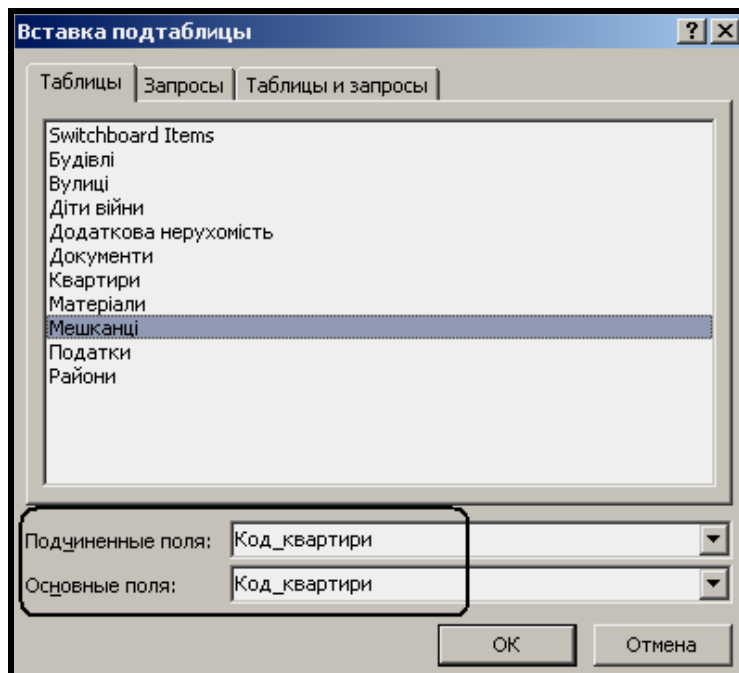 Вставка подтаблицы
Таблицы Запросы Таблицы и запросы
Switchboard Items
Будівлі
Вулиці
Діти війни
Додаткова нерухомість
Документи
Квартири
Матеріали
Мешканці
Податки
Райони
Подчиненные поля: Код_квартири
Основные поля: Код_квартири
ОК Отмена